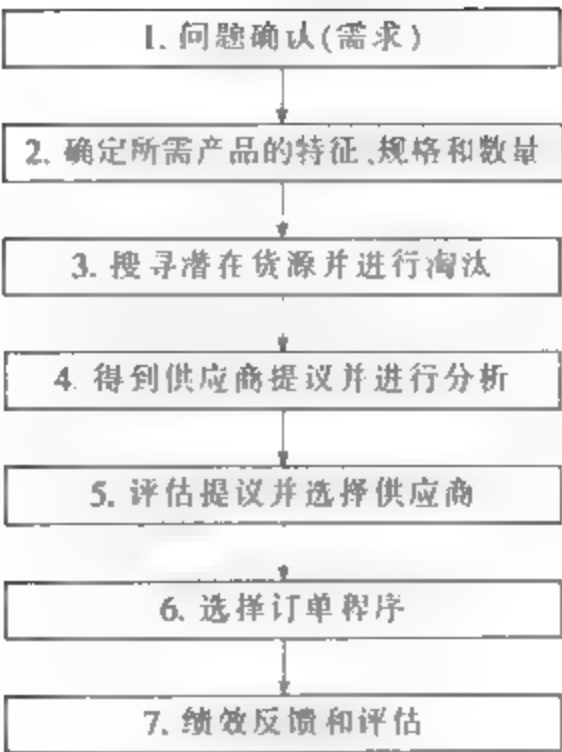 1. 问题确认(需求)
2. 确定所需产品的特征、规格和数量
3. 搜寻潜在货源并进行淘汰
4. 得到供应商提议并进行分析
5. 评估提议并选择供应商
6. 选择订单程序
7. 绩效反馈和评估